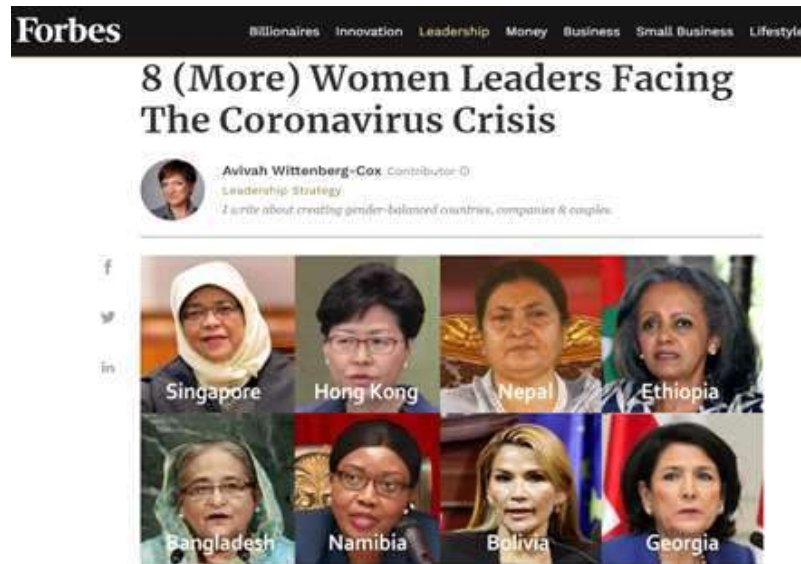 Forbes
Billionaires Innovation Leadership Money Business Small Business Lifestyle
8 (More) Women Leaders Facing
The Coronavirus Crisis
Avivah Wittenberg-Cox Contributor
Leadership Strategy
I write about creating gender-balanced countries, companies & couples.
f
in
Singapore Hong Kong Nepal Ethiopia
Bangladesh Namibia Bolivia Georgia